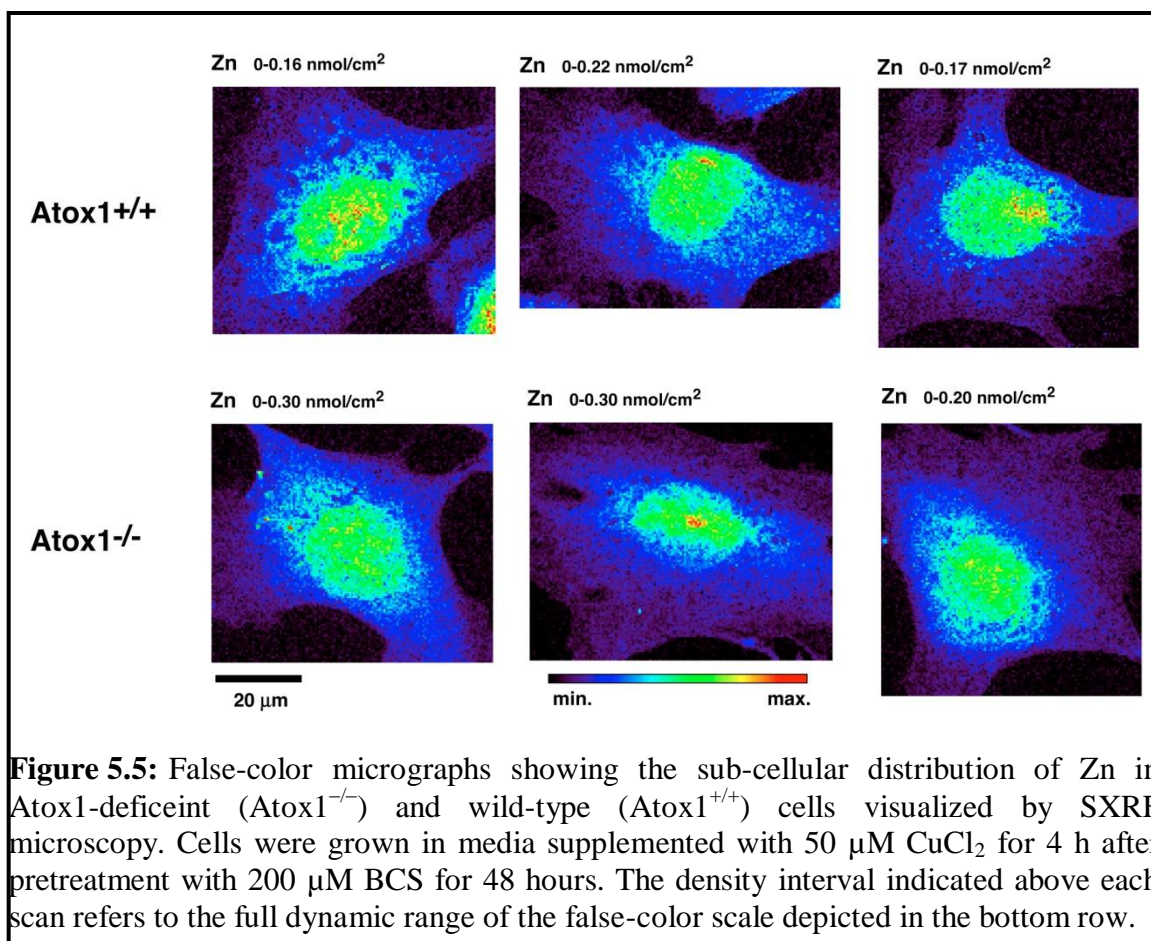 Zn 0-0.16 nmol/cm²
Zn 0-0.22 nmol/cm²
Zn 0-0.17 nmol/cm²
Atox1+/+
Zn 0-0.30 nmol/cm²
Zn 0-0.30 nmol/cm²
Zn 0-0.20 nmol/cm²
Atox1-/-
20 µm
min. max.
Figure 5.5: False-color micrographs showing the sub-cellular distribution of Zn in
Atox1-deficeint (Atox1−/−) and wild-type (Atox1+/+) cells visualized by SXRF
microscopy. Cells were grown in media supplemented with 50 µM CuCl₂ for 4 h after
pretreatment with 200 µM BCS for 48 hours. The density interval indicated above each
scan refers to the full dynamic range of the false-color scale depicted in the bottom row.